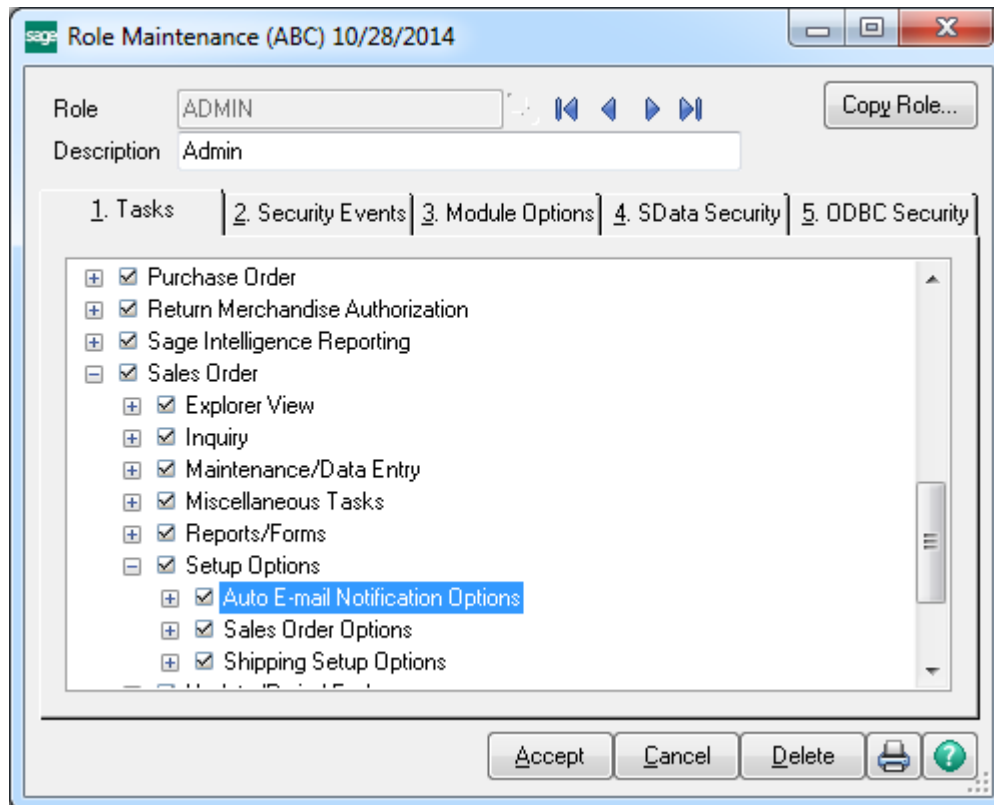 sage Role Maintenance (ABC) 10/28/2014
Role ADMIN Copy Role...
Description Admin
1. Tasks 2. Security Events 3. Module Options 4. SData Security 5. ODBC Security
Purchase Order
Return Merchandise Authorization
Sage Intelligence Reporting
Sales Order
Explorer View
Inquiry
Maintenance/Data Entry
Miscellaneous Tasks
Reports/Forms
Setup Options
Auto E-mail Notification Options
Sales Order Options
Shipping Setup Options
Accept Cancel Delete ?